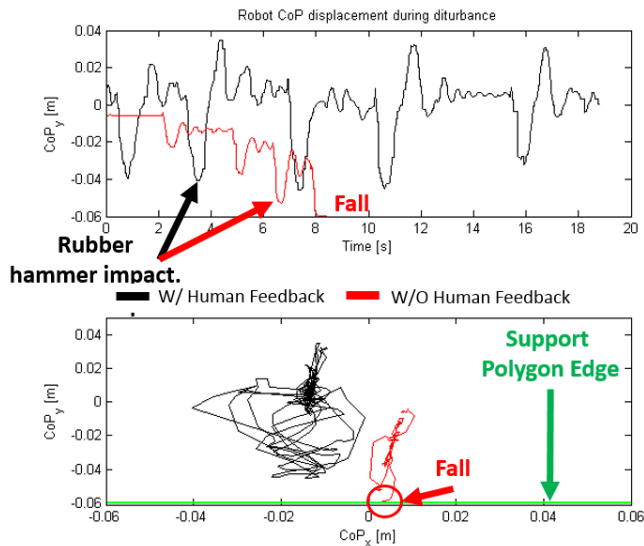 Robot CoP displacement during diturbance
0.04
0.02
0
-0.02
-0.04
-0.06
CoPy [m]
0 2 4 6 8 10 12 14 16 18 20
Time [s]
Fall
Rubber
hammer impact.
W/ Human Feedback W/O Human Feedback
0.04
0.02
0
-0.02
-0.04
-0.06
CoPy [m]
Support
Polygon Edge
Fall
-0.06 -0.04 -0.02 0 0.02 0.04 0.06
CoPx [m]